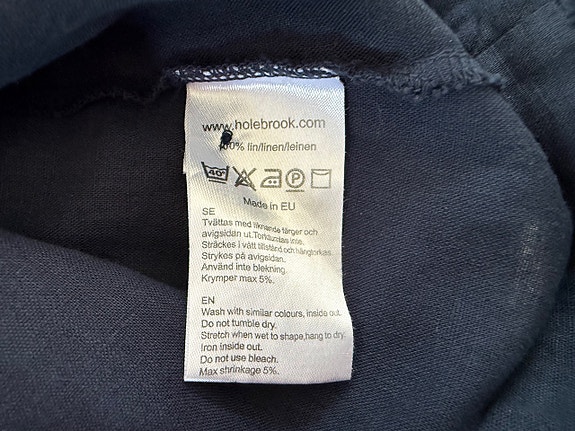 www.holebrook.com
100% lin/linen/leinen
40°
P
Made in EU
SE
Tvättas med liknande färger och
avigsidan ut.Torktumlas inte.
Sträckes i vått tillstånd och hängtorkas.
Strykes på avigsidan.
Använd inte blekning.
Krymper max 5%.
EN
Wash with similar colours, inside out.
Do not tumble dry.
Stretch when wet to shape,hang to dry.
Iron inside out.
Do not use bleach.
Max shrinkage 5%.